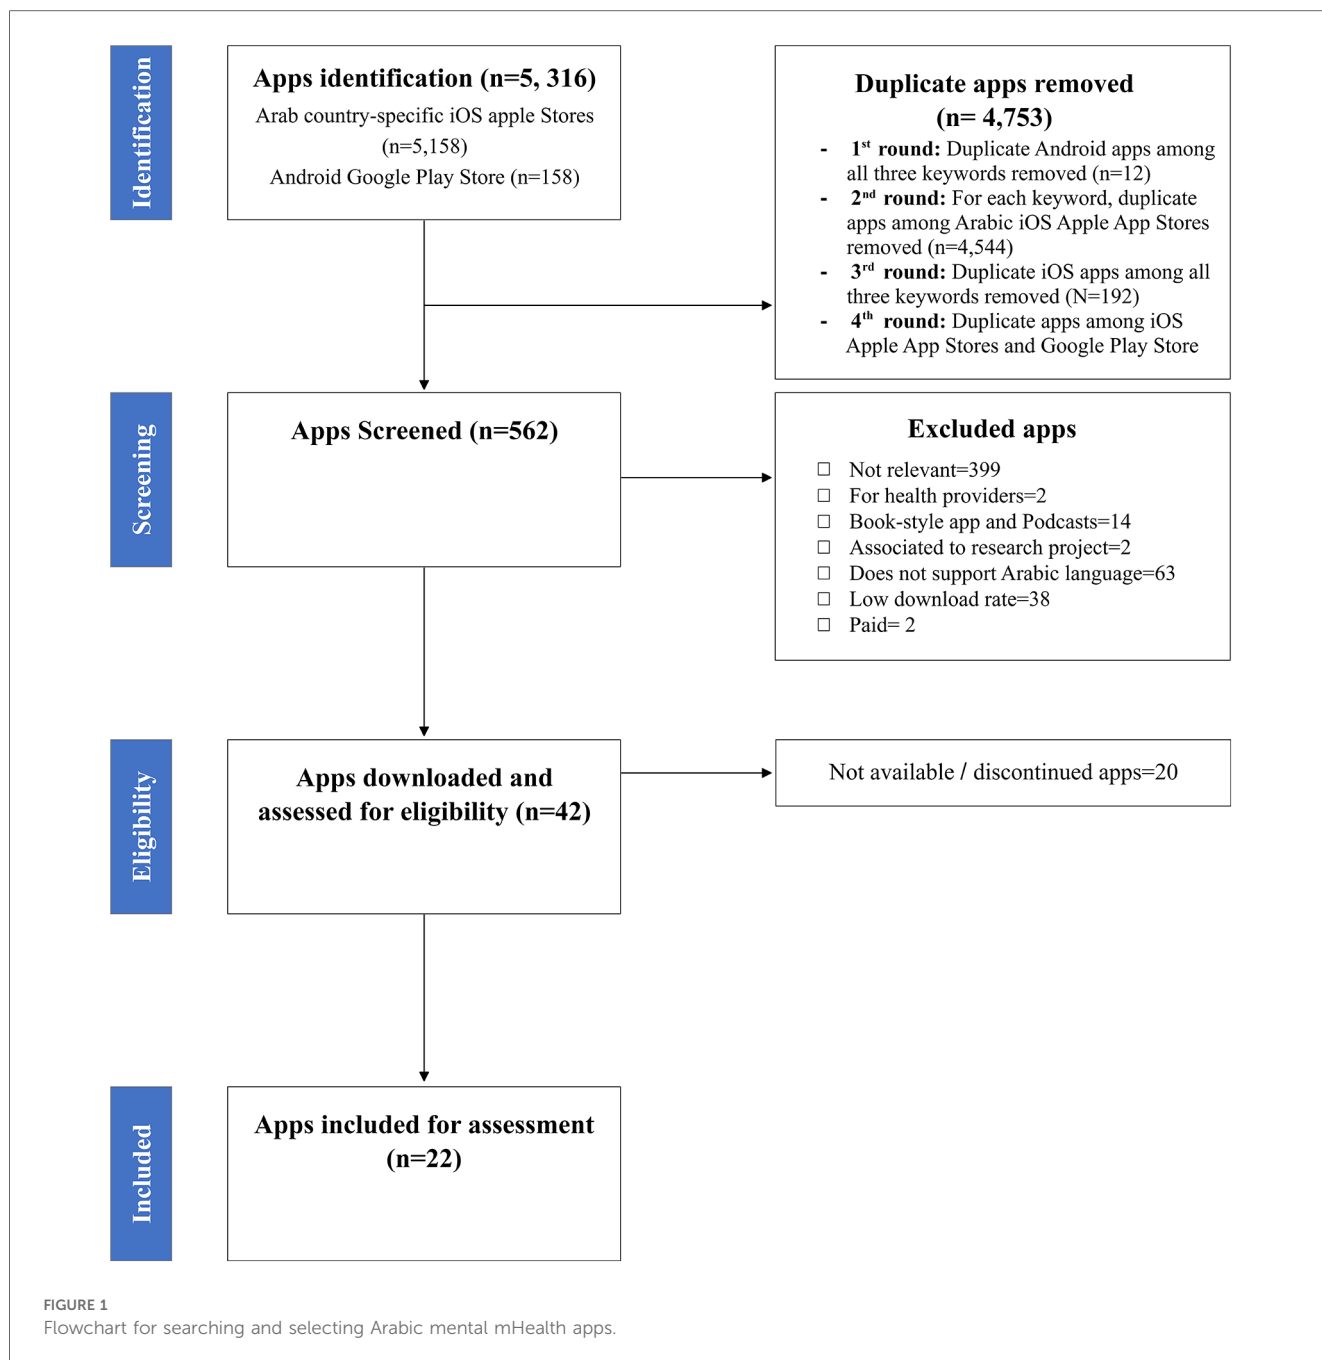 Identification
Apps identification (n=5, 316)
Arab country-specific iOS apple Stores
(n=5,158)
Android Google Play Store (n=158)
Duplicate apps removed
(n= 4,753)
- 1st round: Duplicate Android apps among
all three keywords removed (n=12)
- 2nd round: For each keyword, duplicate
apps among Arabic iOS Apple App Stores
removed (n=4,544)
- 3rd round: Duplicate iOS apps among all
three keywords removed (N=192)
- 4th round: Duplicate apps among iOS
Apple App Stores and Google Play Store
Screening
Apps Screened (n=562)
Excluded apps
☐ Not relevant=399
☐ For health providers=2
☐ Book-style app and Podcasts=14
☐ Associated to research project=2
☐ Does not support Arabic language=63
☐ Low download rate=38
☐ Paid= 2
Eligibility
Apps downloaded and
assessed for eligibility (n=42)
Not available / discontinued apps=20
Included
Apps included for assessment
(n=22)
FIGURE 1
Flowchart for searching and selecting Arabic mental mHealth apps.